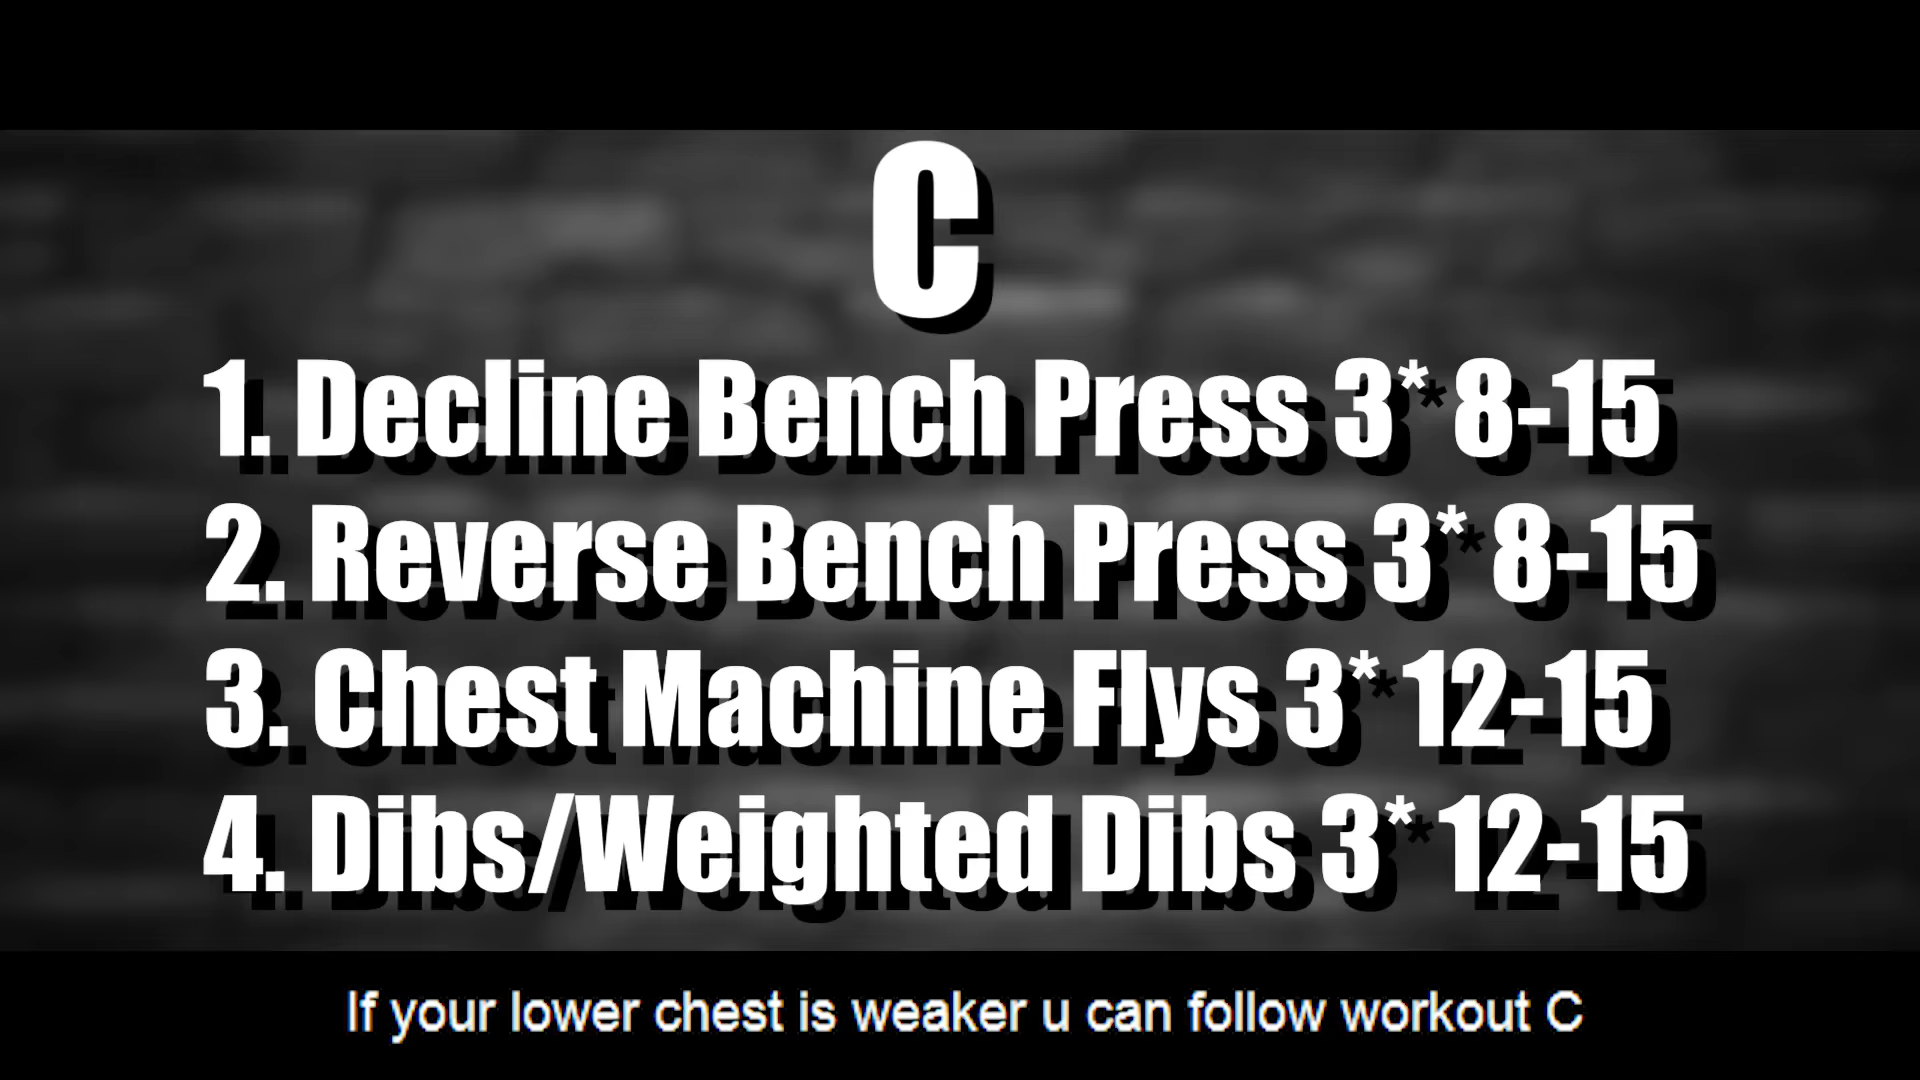 C
1. Decline Bench Press 3* 8-15
2. Reverse Bench Press 3* 8-15
3. Chest Machine Flys 3* 12-15
4. Dibs/Weighted Dibs 3* 12-15
If your lower chest is weaker u can follow workout C